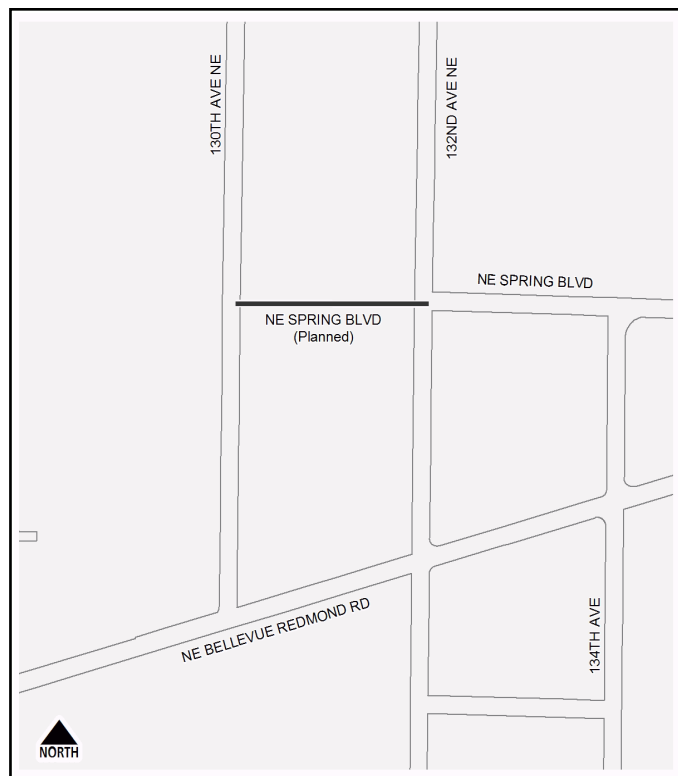 130TH AVE NE
132ND AVE NE
NE SPRING BLVD
NE SPRING BLVD
(Planned)
NE BELLEVUE REDMOND RD
134TH AVE
NORTH